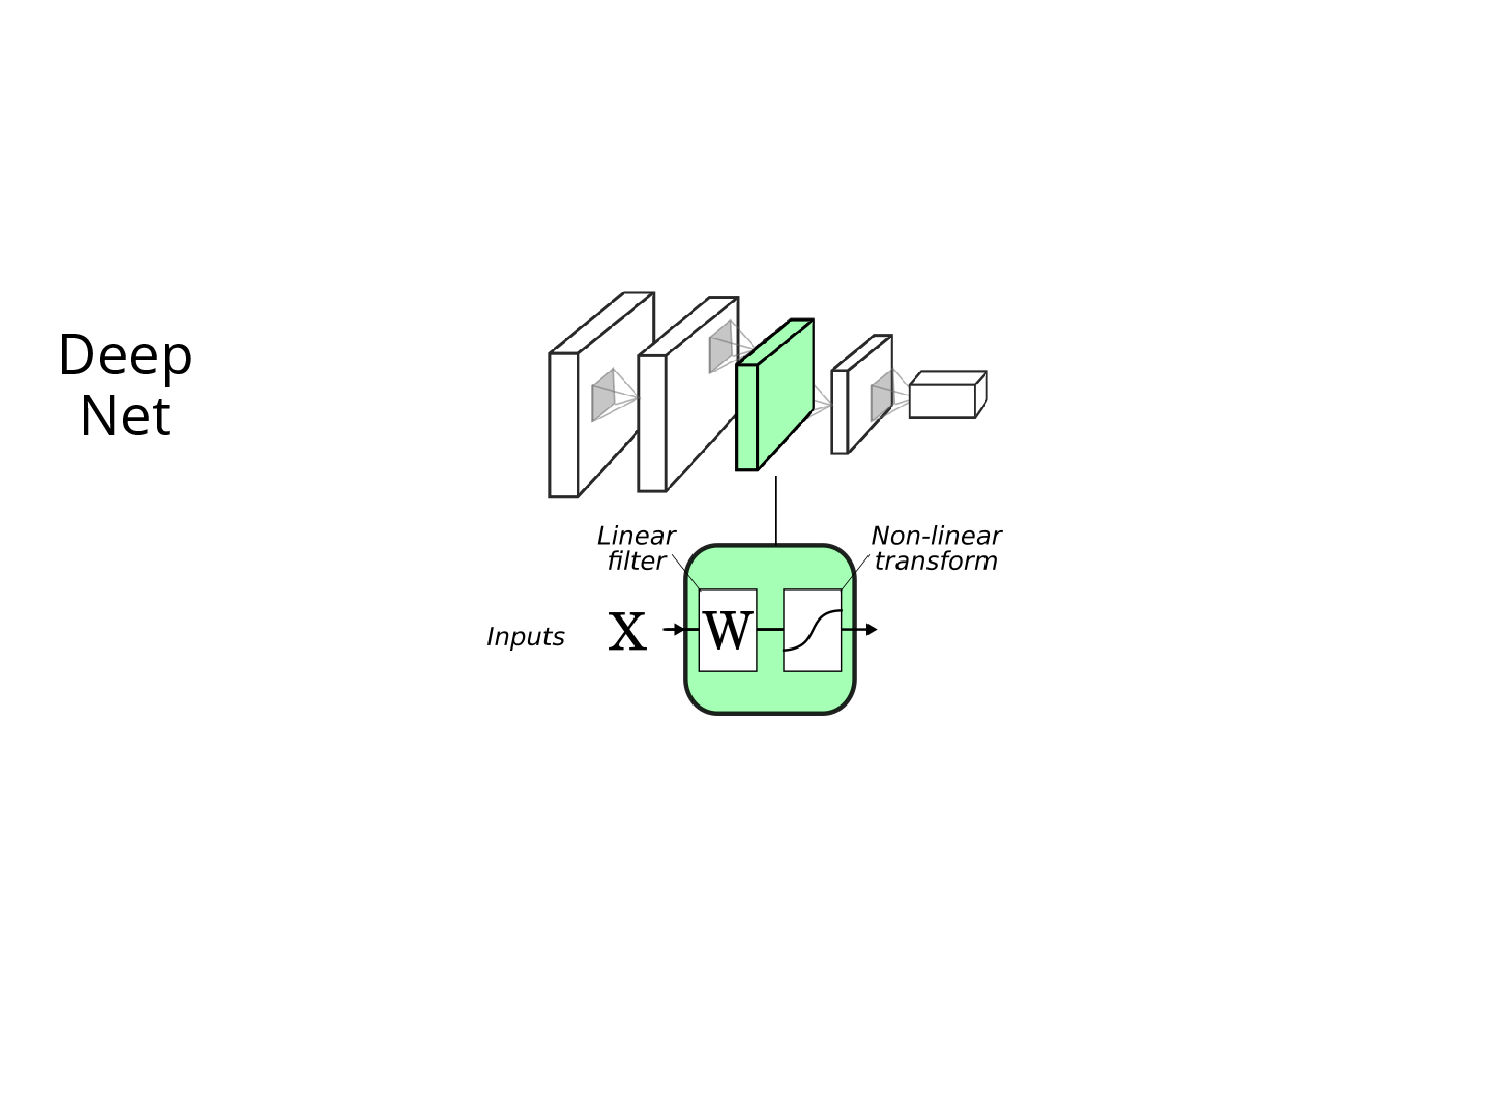 Deep
Net
Linear
filter
Non-linear
transform
Inputs
X
W